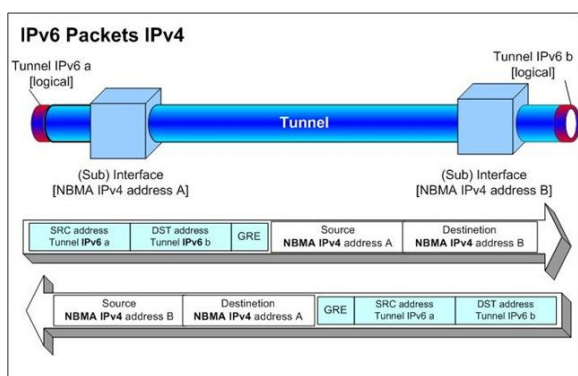 IPv6 Packets IPv4
Tunnel IPv6 a
[logical]
Tunnel IPv6 b
[logical]
Tunnel
(Sub) Interface
[NBMA IPv4 address A]
(Sub) Interface
[NBMA IPv4 address B]
SRC address
Tunnel IPv6 a
DST address
Tunnel IPv6 b
GRE
Source
NBMA IPv4 address A
Destinetion
NBMA IPv4 address B
Source
NBMA IPv4 address B
Destinetion
NBMA IPv4 address A
GRE
SRC address
Tunnel IPv6 a
DST address
Tunnel IPv6 b